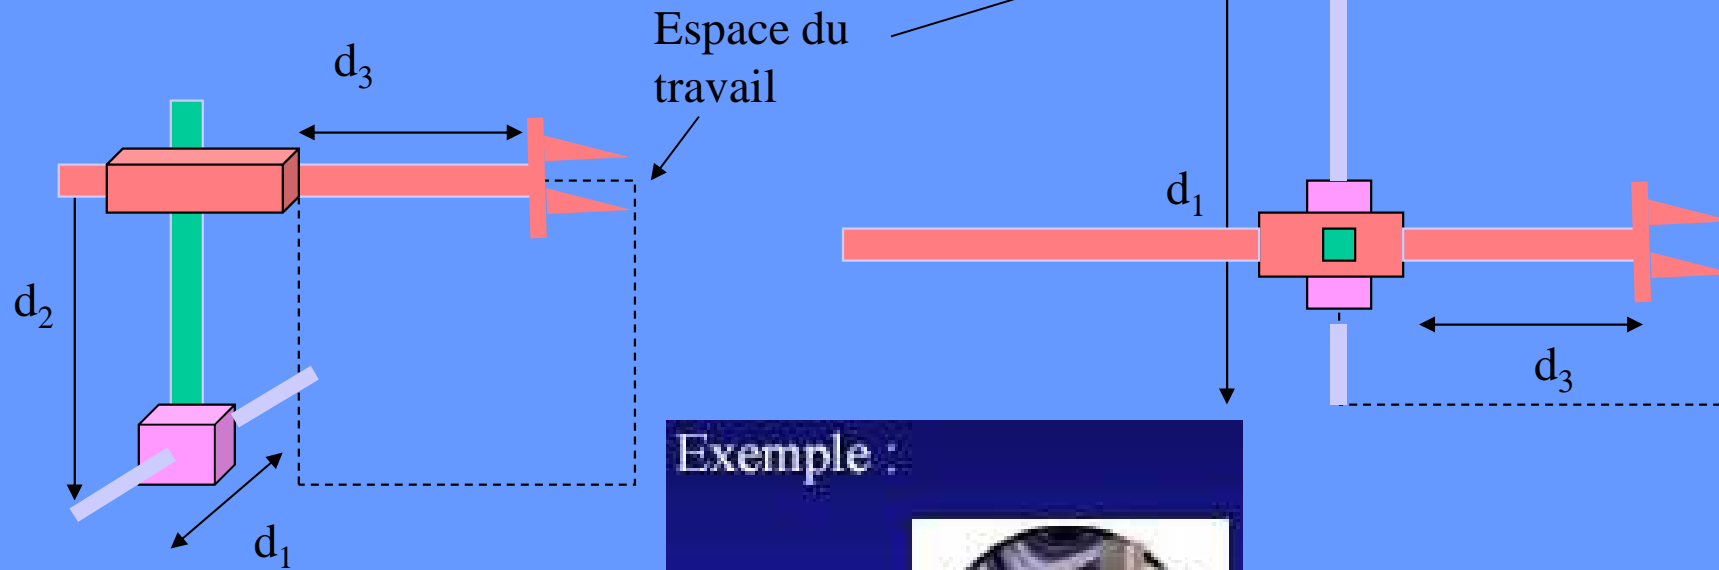 Espace du
travail
d₃
d₂
d₁
d₁
d₃
Exemple :